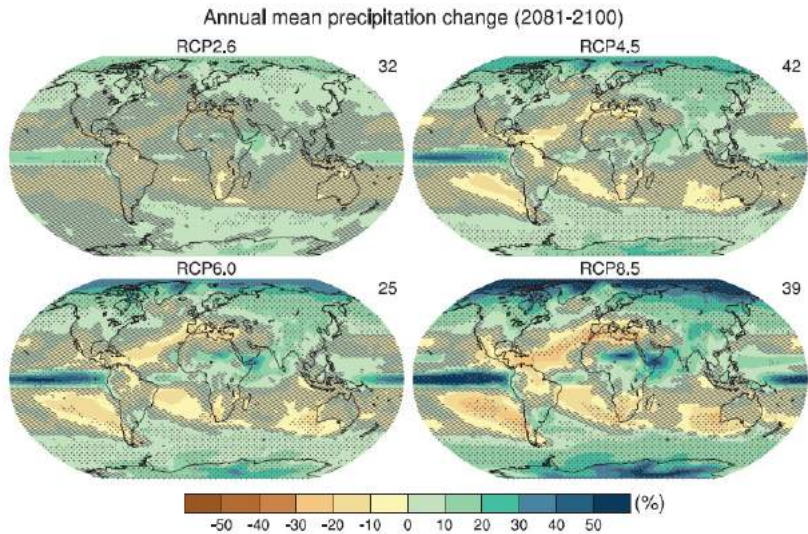 Annual mean precipitation change (2081-2100)
RCP2.6
32
RCP4.5
42
RCP6.0
25
RCP8.5
39
-50 -40 -30 -20 -10 0 10 20 30 40 50 (%)